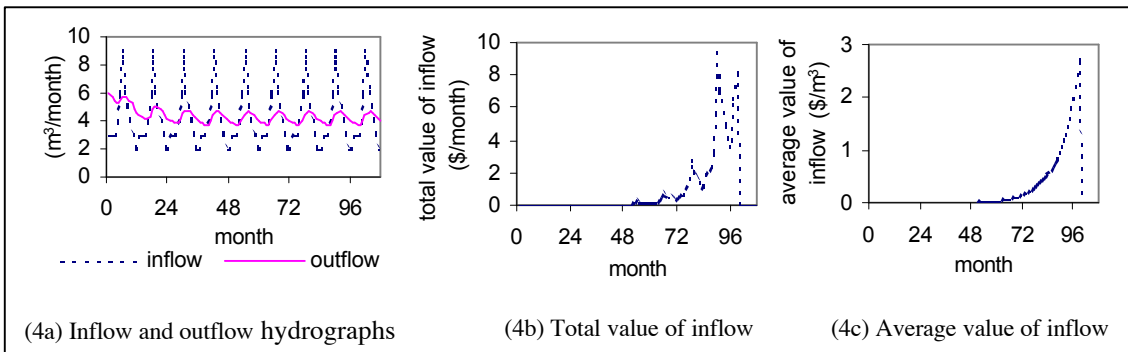 (m³/month)
10
8
6
4
2
0
0 24 48 72 96
month
inflow outflow
(4a) Inflow and outflow hydrographs
total value of inflow
($/month)
10
8
6
4
2
0
0 24 48 72 96
month
(4b) Total value of inflow
average value of
inflow ($/m³)
3
2
1
0
0 24 48 72 96
month
(4c) Average value of inflow